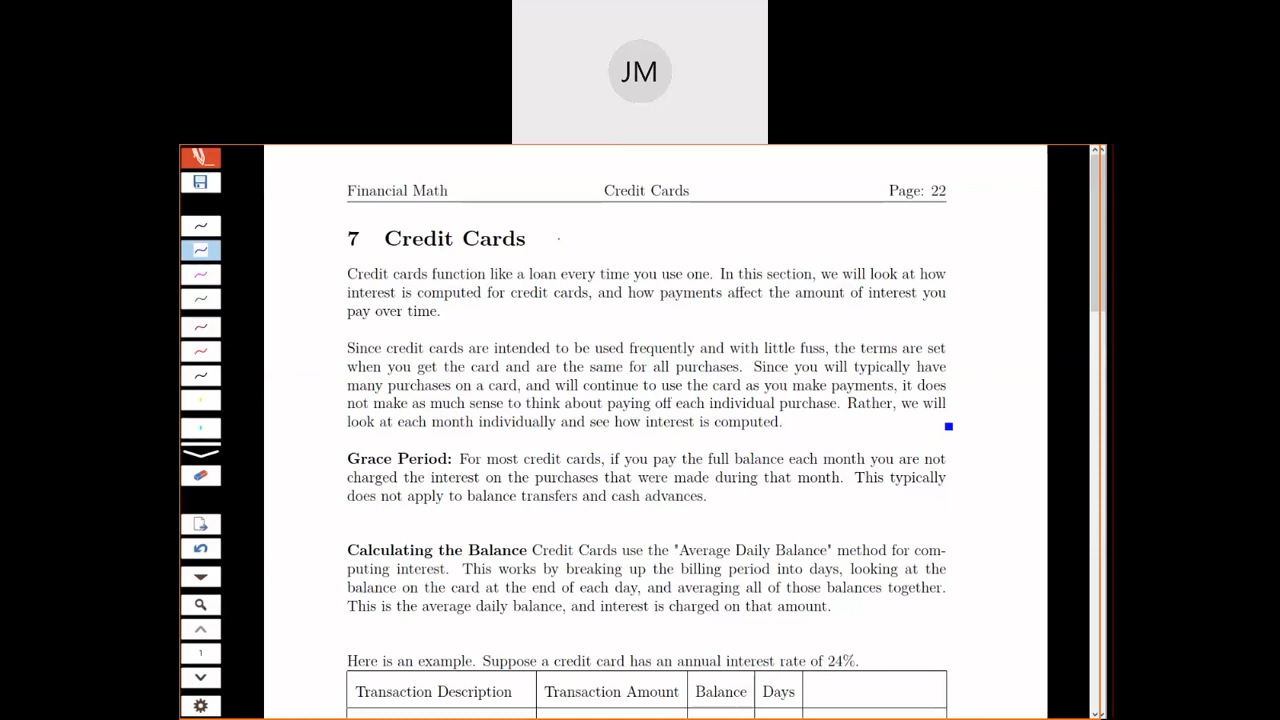 JM
Financial Math Credit Cards Page: 22
7 Credit Cards
Credit cards function like a loan every time you use one. In this section, we will look at how
interest is computed for credit cards, and how payments affect the amount of interest you
pay over time.
Since credit cards are intended to be used frequently and with little fuss, the terms are set
when you get the card and are the same for all purchases. Since you will typically have
many purchases on a card, and will continue to use the card as you make payments, it does
not make as much sense to think about paying off each individual purchase. Rather, we will
look at each month individually and see how interest is computed.
Grace Period: For most credit cards, if you pay the full balance each month you are not
charged the interest on the purchases that were made during that month. This typically
does not apply to balance transfers and cash advances.
Calculating the Balance Credit Cards use the "Average Daily Balance" method for com-
puting interest. This works by breaking up the billing period into days, looking at the
balance on the card at the end of each day, and averaging all of those balances together.
This is the average daily balance, and interest is charged on that amount.
1
Here is an example. Suppose a credit card has an annual interest rate of 24%.
Transaction Description Transaction Amount Balance Days